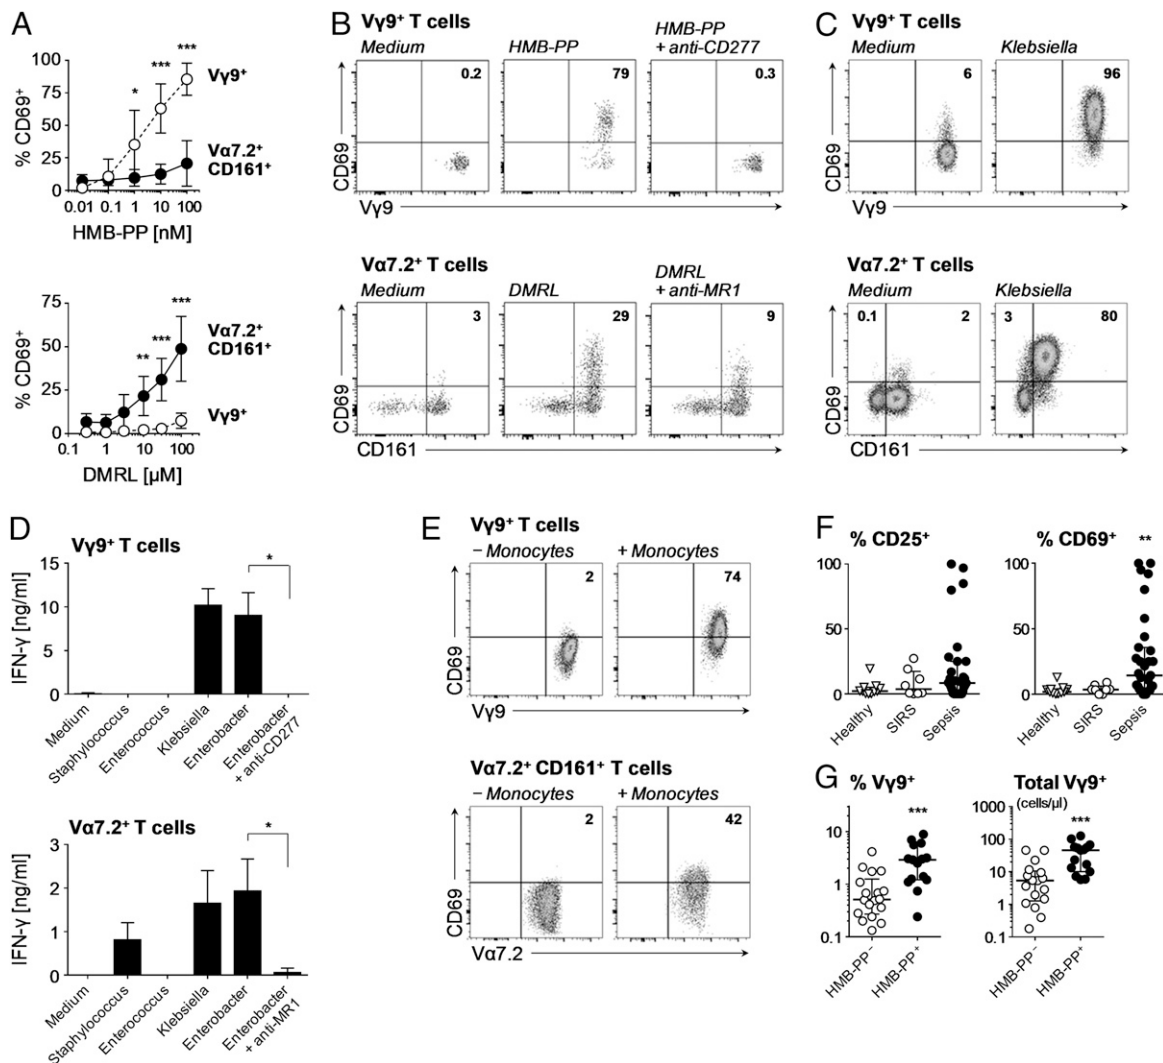 A
% CD69⁺
100
75
50
25
0
***
***
*
Vγ9⁺
Vα7.2⁺
CD161⁺
0.01 0.1 1 10 100
HMB-PP [nM]
% CD69⁺
75
50
25
0
***
***
**
Vα7.2⁺
CD161⁺
Vγ9⁺
0.1 1 10 100
DMRL [µM]
B
Vγ9⁺ T cells
Medium
HMB-PP
HMB-PP
+ anti-CD277
0.2
79
0.3
CD69
Vγ9
Vα7.2⁺ T cells
Medium
DMRL
DMRL
+ anti-MR1
3
29
9
CD69
CD161
C
Vγ9⁺ T cells
Medium
Klebsiella
6
96
CD69
Vγ9
Vα7.2⁺ T cells
Medium
Klebsiella
0.1 2
3 80
CD69
CD161
D
Vγ9⁺ T cells
IFN-γ [ng/ml]
15
10
5
0
*
Medium
Staphylococcus
Enterococcus
Klebsiella
Enterobacter
Enterobacter
+ anti-CD277
Vα7.2⁺ T cells
IFN-γ [ng/ml]
3
2
1
0
*
Medium
Staphylococcus
Enterococcus
Klebsiella
Enterobacter
Enterobacter
+ anti-MR1
E
Vγ9⁺ T cells
– Monocytes
+ Monocytes
2
74
CD69
Vγ9
Vα7.2⁺ CD161⁺ T cells
– Monocytes
+ Monocytes
2
42
CD69
Vα7.2
F
% CD25⁺
100
50
0
Healthy
SIRS
Sepsis
% CD69⁺
**
100
50
0
Healthy
SIRS
Sepsis
G
% Vγ9⁺
***
10
1
0.1
HMB-PP⁻
HMB-PP⁺
Total Vγ9⁺
(cells/µl)
***
1000
100
10
1
0.1
HMB-PP⁻
HMB-PP⁺